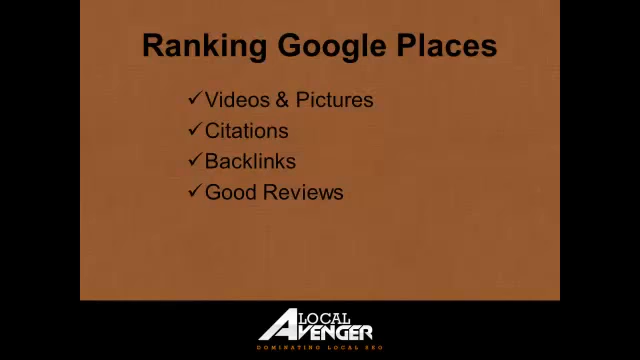 Ranking Google Places
✓Videos & Pictures
✓Citations
✓Backlinks
✓Good Reviews
LOCAL
AVENGER
DOMINATING LOCAL SEO